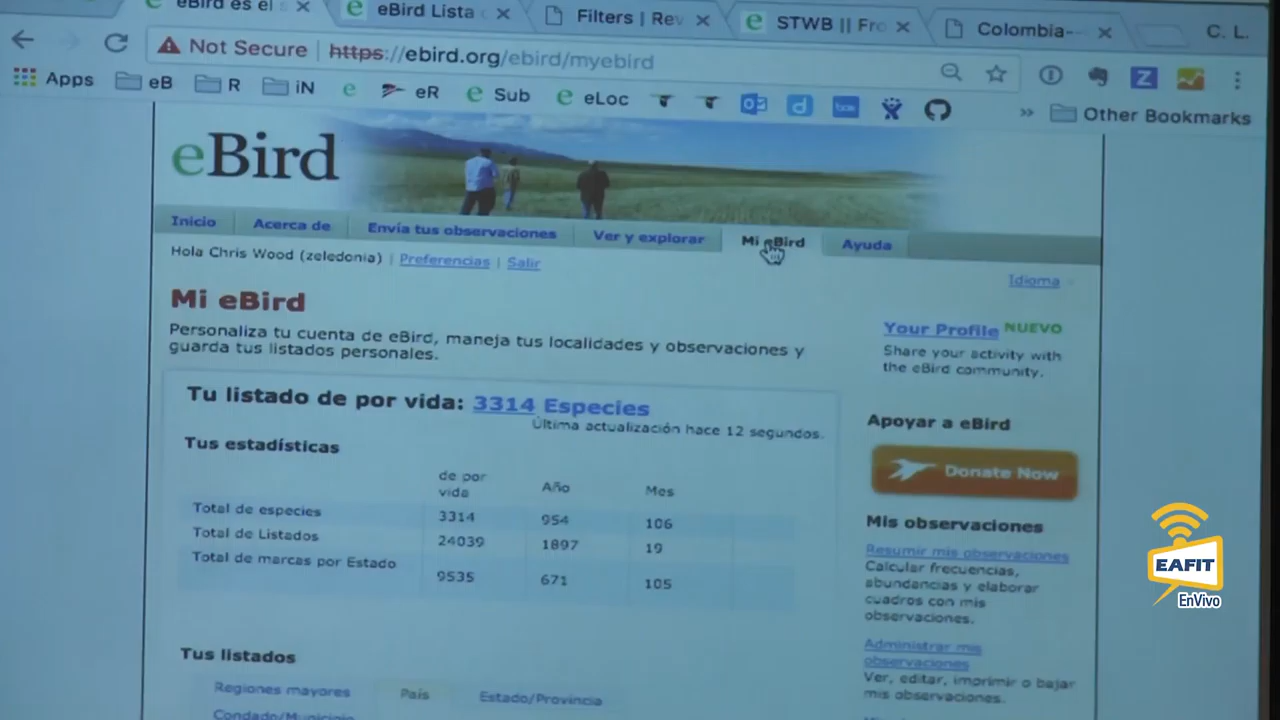 eBird es el
eBird Lista
Filters | Rev
STWB || Fro
Colombia-
C. L.
Not Secure | https://ebird.org/ebird/myebird
Apps eB R iN eR Sub eLoc
Other Bookmarks
eBird
Inicio Acerca de Envía tus observaciones Ver y explorar Mi eBird Ayuda
Hola Chris Wood (zeledonia) | Preferencias | Salir
Idioma
Mi eBird
Personaliza tu cuenta de eBird, maneja tus localidades y observaciones y
guarda tus listados personales.
Your Profile NUEVO
Share your activity with
the eBird community.
Tu listado de por vida: 3314 Especies
Última actualización hace 12 segundos.
Tus estadísticas
de por
vida Año Mes
Total de especies 3314 954 106
Total de Listados 24039 1897 19
Total de marcas por Estado 9535 671 105
Apoyar a eBird
Donate Now
Mis observaciones
Resumir mis observaciones
Calcular frecuencias,
abundancias y elaborar
cuadros con mis
observaciones.
Administrar mis
observaciones
Ver, editar, imprimir o bajar
mis observaciones.
Tus listados
Regiones mayores País Estado/Provincia
Condado/Municipio
EAFIT
EnVivo